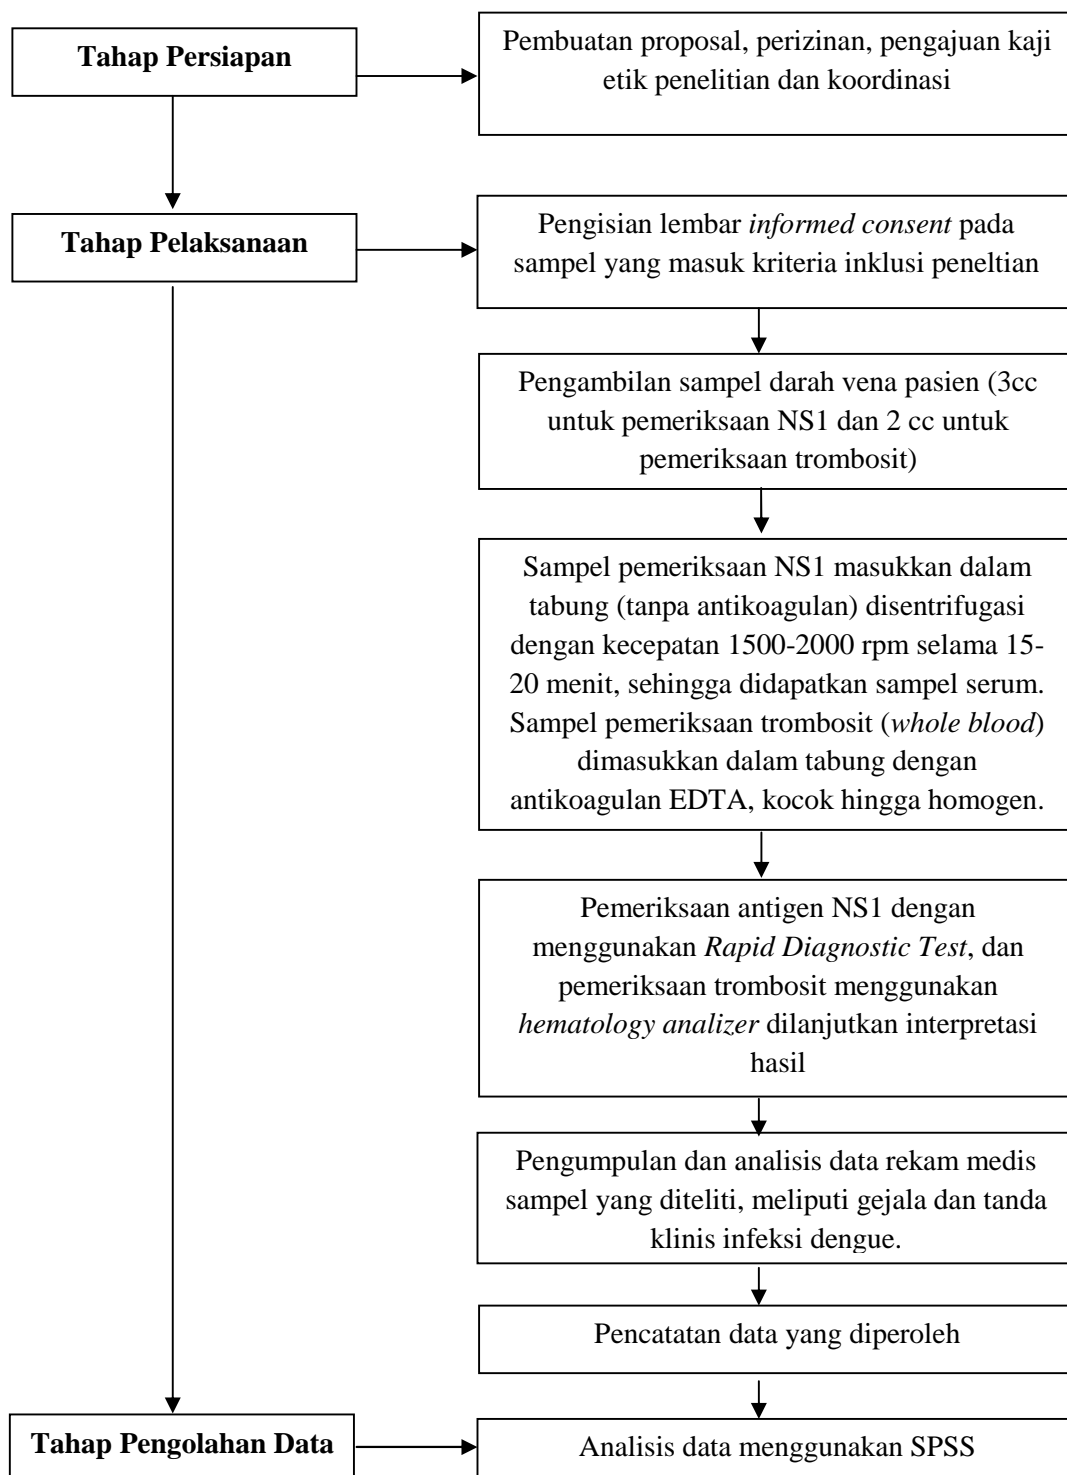 Tahap Persiapan
Pembuatan proposal, perizinan, pengajuan kaji
etik penelitian dan koordinasi
Tahap Pelaksanaan
Pengisian lembar informed consent pada
sampel yang masuk kriteria inklusi peneltian
Pengambilan sampel darah vena pasien (3cc
untuk pemeriksaan NS1 dan 2 cc untuk
pemeriksaan trombosit)
Sampel pemeriksaan NS1 masukkan dalam
tabung (tanpa antikoagulan) disentrifugasi
dengan kecepatan 1500-2000 rpm selama 15-
20 menit, sehingga didapatkan sampel serum.
Sampel pemeriksaan trombosit (whole blood)
dimasukkan dalam tabung dengan
antikoagulan EDTA, kocok hingga homogen.
Pemeriksaan antigen NS1 dengan
menggunakan Rapid Diagnostic Test, dan
pemeriksaan trombosit menggunakan
hematology analizer dilanjutkan interpretasi
hasil
Pengumpulan dan analisis data rekam medis
sampel yang diteliti, meliputi gejala dan tanda
klinis infeksi dengue.
Pencatatan data yang diperoleh
Tahap Pengolahan Data
Analisis data menggunakan SPSS